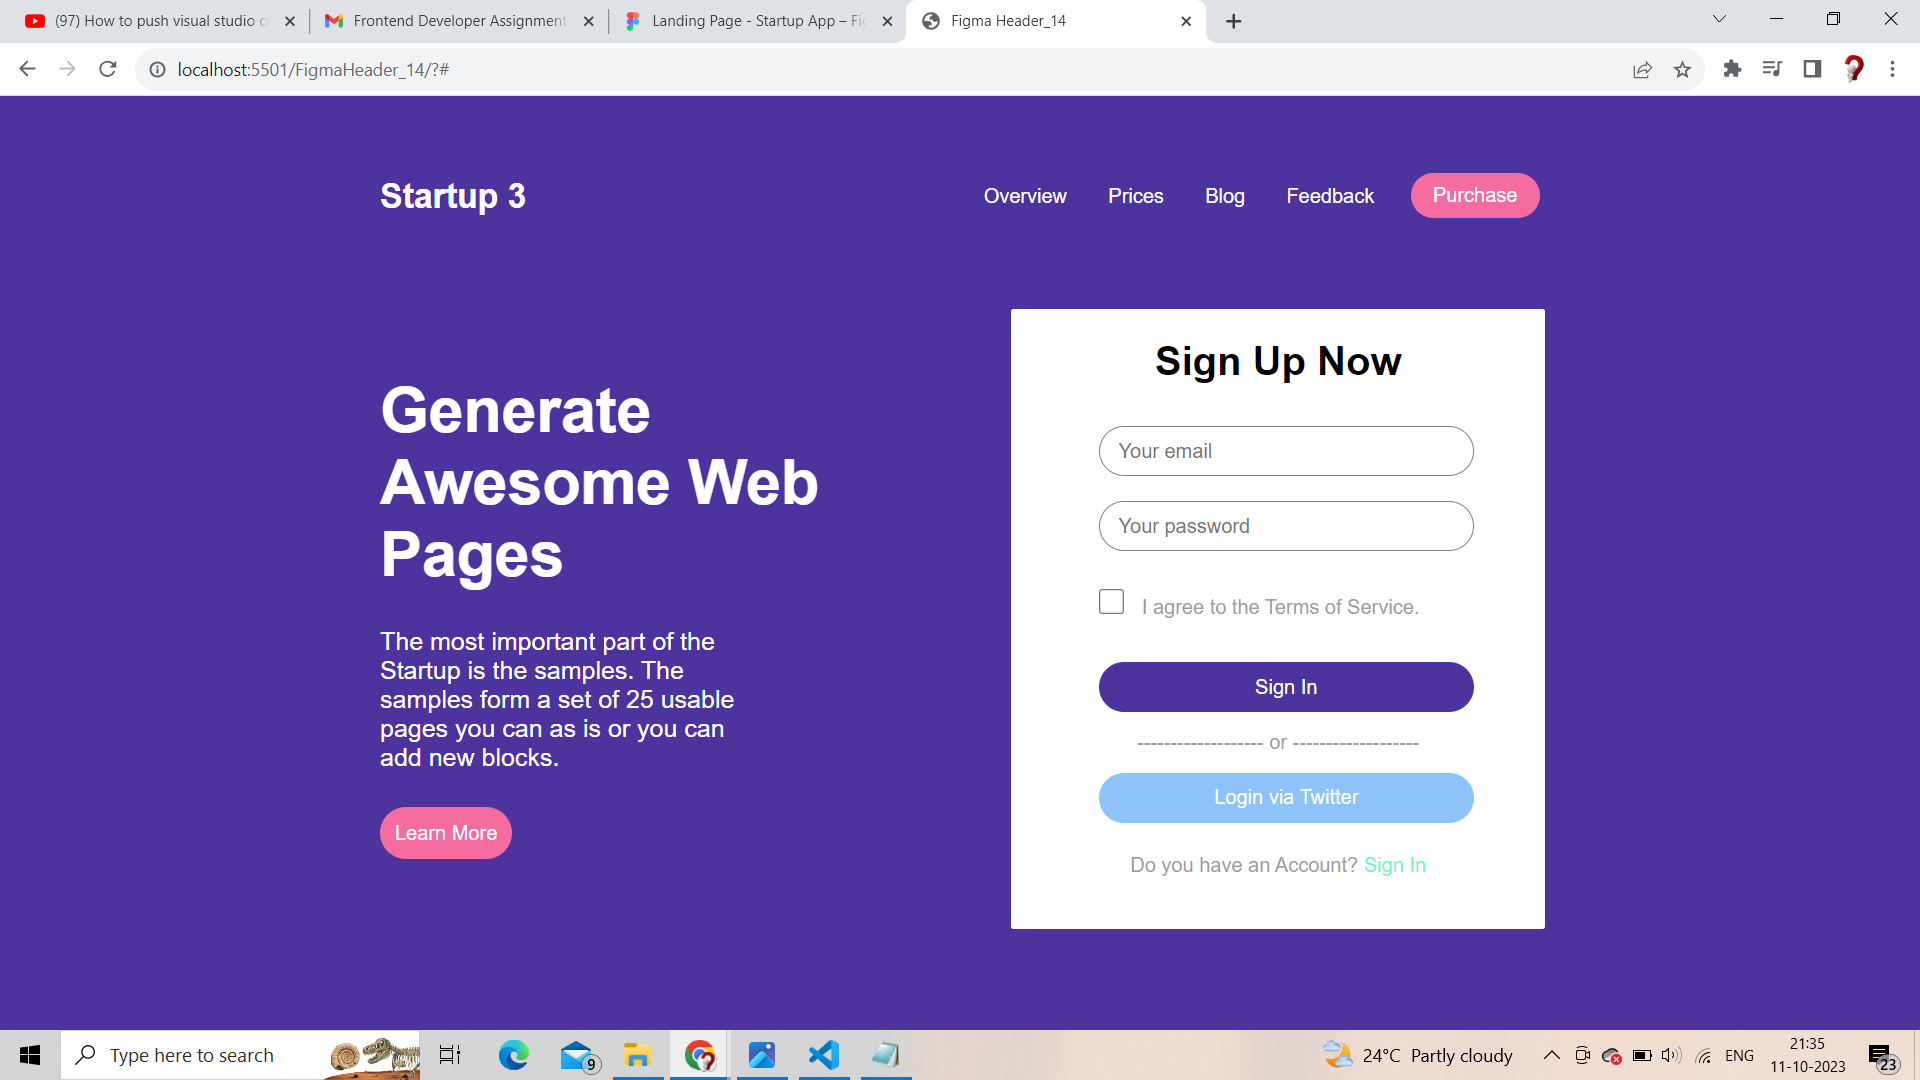 (97) How to push visual studio c
Frontend Developer Assignment
Landing Page - Startup App – Fi
Figma Header_14
localhost:5501/FigmaHeader_14/?#
Startup 3
Overview
Prices
Blog
Feedback
Purchase
Generate
Awesome Web
Pages
The most important part of the
Startup is the samples. The
samples form a set of 25 usable
pages you can as is or you can
add new blocks.
Learn More
Sign Up Now
Your email
Your password
I agree to the Terms of Service.
Sign In
------------------- or -------------------
Login via Twitter
Do you have an Account? Sign In
Type here to search
9
24°C Partly cloudy
ENG
21:35
11-10-2023
23